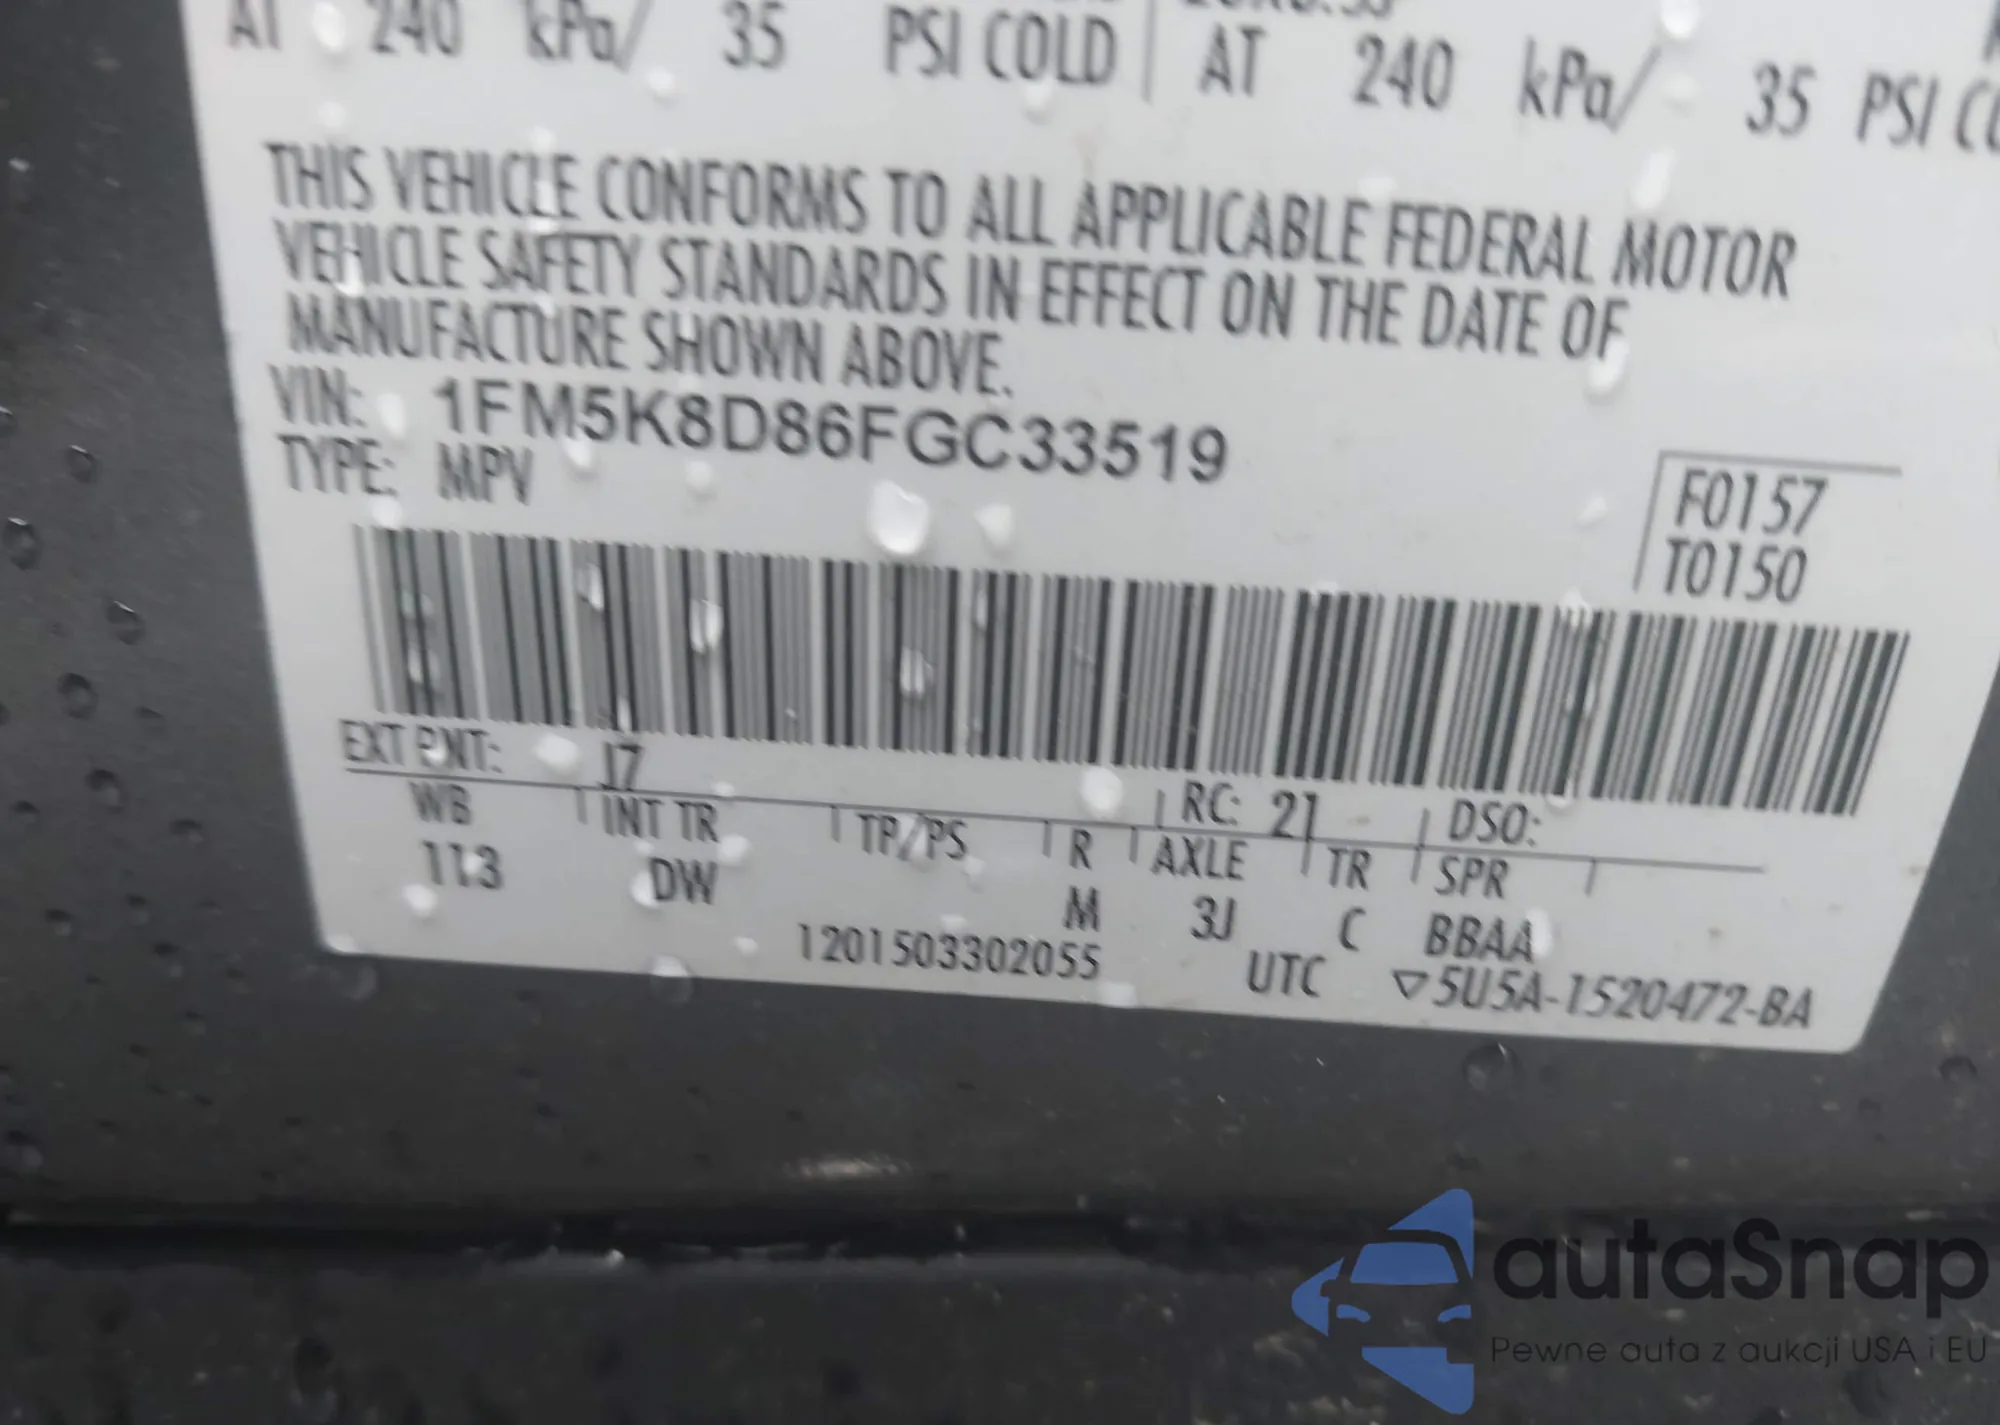 AT 240 kPa/ 35 PSI COLD AT 240 kPa/ 35 PSI
THIS VEHICLE CONFORMS TO ALL APPLICABLE FEDERAL MOTOR
VEHICLE SAFETY STANDARDS IN EFFECT ON THE DATE OF
MANUFACTURE SHOWN ABOVE.
VIN: 1FM5K8D86FGC33519
TYPE: MPV
F0157
T0150
EXT PNT: J7 RC: 21 DSO:
WB INT TR TP/PS R AXLE TR SPR
113 DW M 3J C BBAA
1201503302055 UTC ▽5U5A-1520472-BA
autaSnap
Pewne auta z aukcji USA i EU